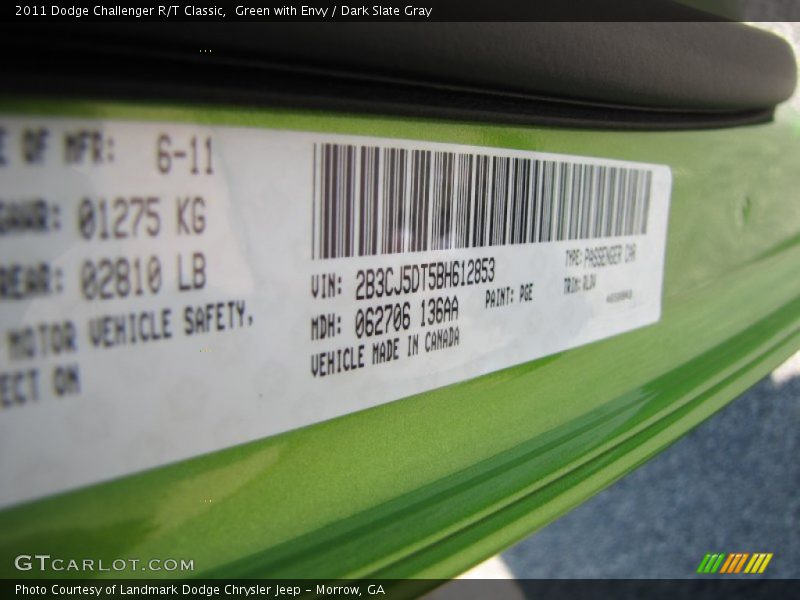 2011 Dodge Challenger R/T Classic, Green with Envy / Dark Slate Gray
E OF MFR: 6-11
GAWR: 01275 KG
REAR: 02810 LB
MOTOR VEHICLE SAFETY,
ECT ON
VIN: 2B3CJ5DT5BH612853
TYPE: PASSENGER CAR
MDH: 062706 136AA
PAINT: PGE
TRIM:
VEHICLE MADE IN CANADA
GTCARLOT.COM
Photo Courtesy of Landmark Dodge Chrysler Jeep - Morrow, GA